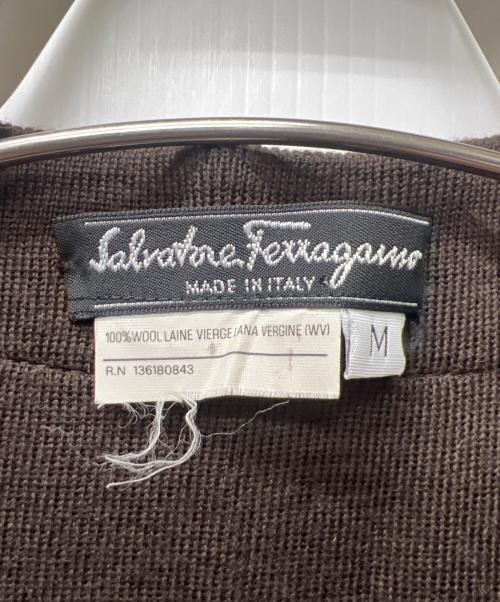 Salvatore Ferragamo
MADE IN ITALY
100% WOOL LAINE VIERGE LANA VERGINE (WV)
M
R.N 136180843